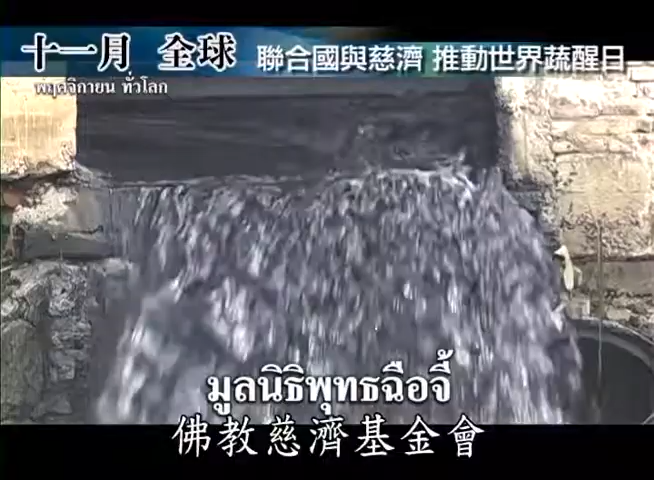 十一月 全球 聯合國與慈濟 推動世界蔬醒日
พฤศจิกายน ทั่วโลก
มูลนิธิพุทธฉือจี้
佛教慈濟基金會